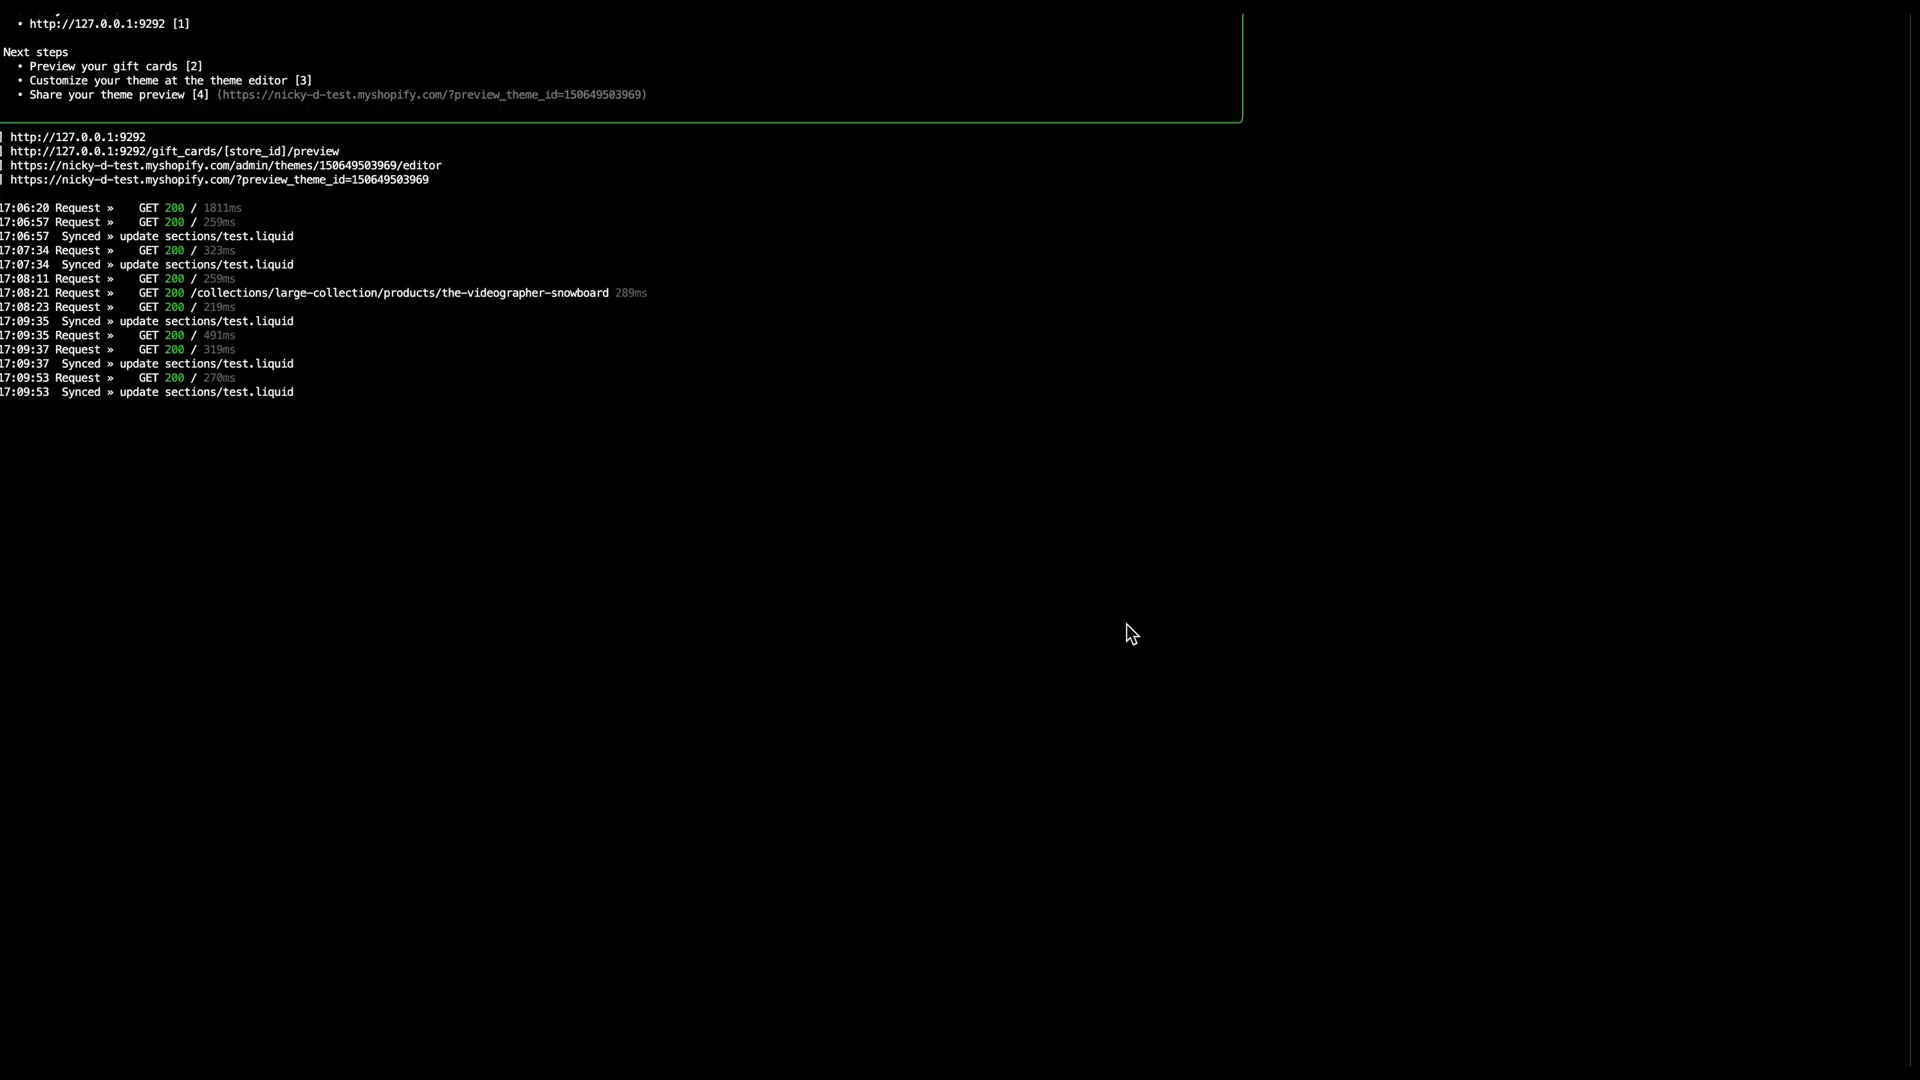 • http://127.0.0.1:9292 [1]
Next steps
• Preview your gift cards [2]
• Customize your theme at the theme editor [3]
• Share your theme preview [4] (https://nicky-d-test.myshopify.com/?preview_theme_id=150649503969)
] http://127.0.0.1:9292
] http://127.0.0.1:9292/gift_cards/[store_id]/preview
] https://nicky-d-test.myshopify.com/admin/themes/150649503969/editor
] https://nicky-d-test.myshopify.com/?preview_theme_id=150649503969
17:06:20 Request » GET 200 / 1811ms
17:06:57 Request » GET 200 / 259ms
17:06:57 Synced » update sections/test.liquid
17:07:34 Request » GET 200 / 323ms
17:07:34 Synced » update sections/test.liquid
17:08:11 Request » GET 200 / 259ms
17:08:21 Request » GET 200 /collections/large-collection/products/the-videographer-snowboard 289ms
17:08:23 Request » GET 200 / 219ms
17:09:35 Synced » update sections/test.liquid
17:09:35 Request » GET 200 / 491ms
17:09:37 Request » GET 200 / 319ms
17:09:37 Synced » update sections/test.liquid
17:09:53 Request » GET 200 / 270ms
17:09:53 Synced » update sections/test.liquid